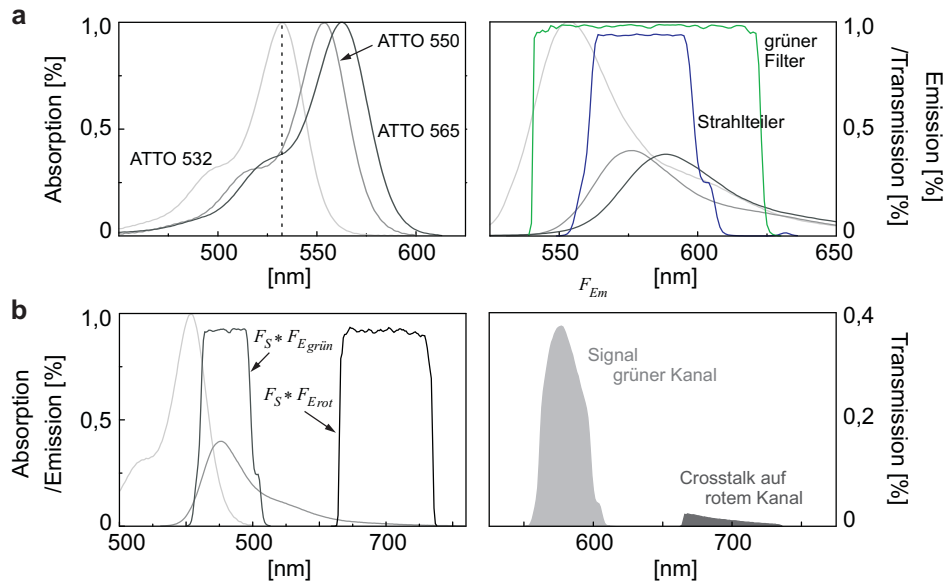 a
1,0
0,5
0
Absorption [%]
ATTO 532
ATTO 550
ATTO 565
500
550
600
[nm]
grüner
Filter
Strahlteiler
1,0
0,5
0
Emission [%]
/Transmission [%]
550
600
650
[nm]
F_Em
b
1,0
0,5
0
Absorption
/Emission [%]
F_S * F_Egrün
F_S * F_Erot
500
500
700
[nm]
Signal
grüner Kanal
Crosstalk auf
rotem Kanal
0,4
0,2
0
Transmission [%]
600
700
[nm]